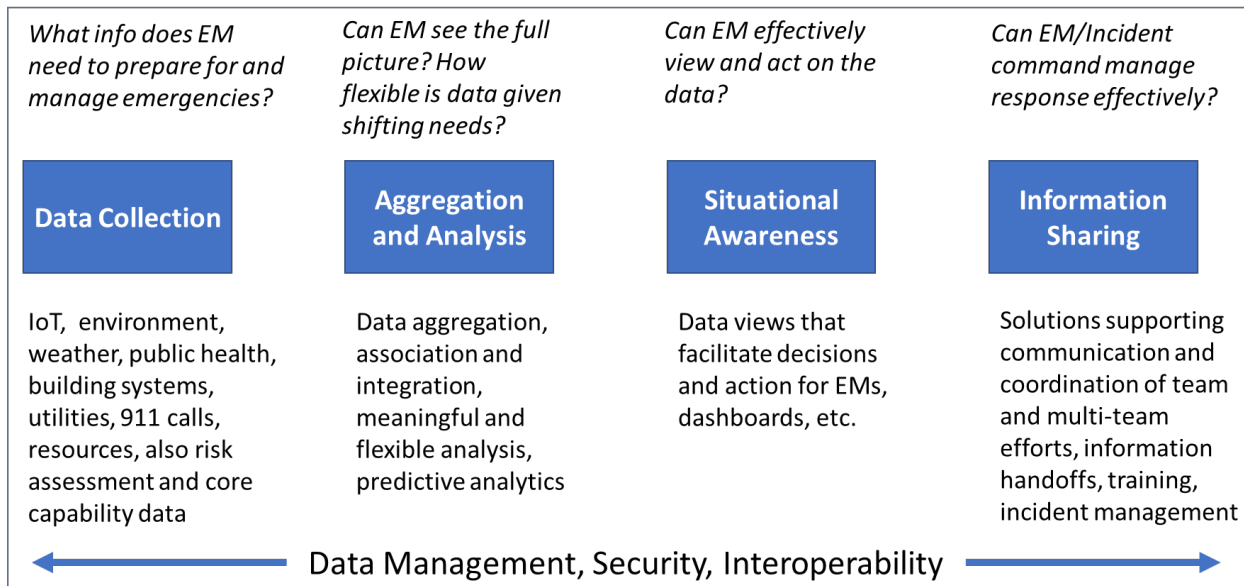 What info does EM
need to prepare for and
manage emergencies?
Data Collection
IoT, environment,
weather, public health,
building systems,
utilities, 911 calls,
resources, also risk
assessment and core
capability data
Can EM see the full
picture? How
flexible is data given
shifting needs?
Aggregation
and Analysis
Data aggregation,
association and
integration,
meaningful and
flexible analysis,
predictive analytics
Can EM effectively
view and act on the
data?
Situational
Awareness
Data views that
facilitate decisions
and action for EMs,
dashboards, etc.
Can EM/Incident
command manage
response effectively?
Information
Sharing
Solutions supporting
communication and
coordination of team
and multi-team
efforts, information
handoffs, training,
incident management
Data Management, Security, Interoperability